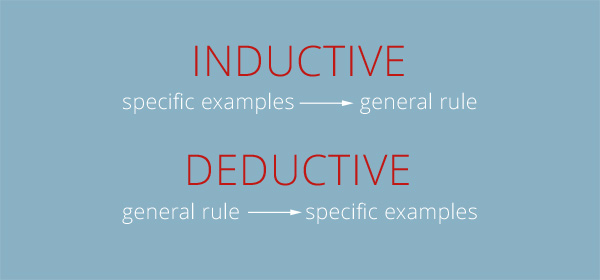 INDUCTIVE
specific examples → general rule
DEDUCTIVE
general rule → specific examples